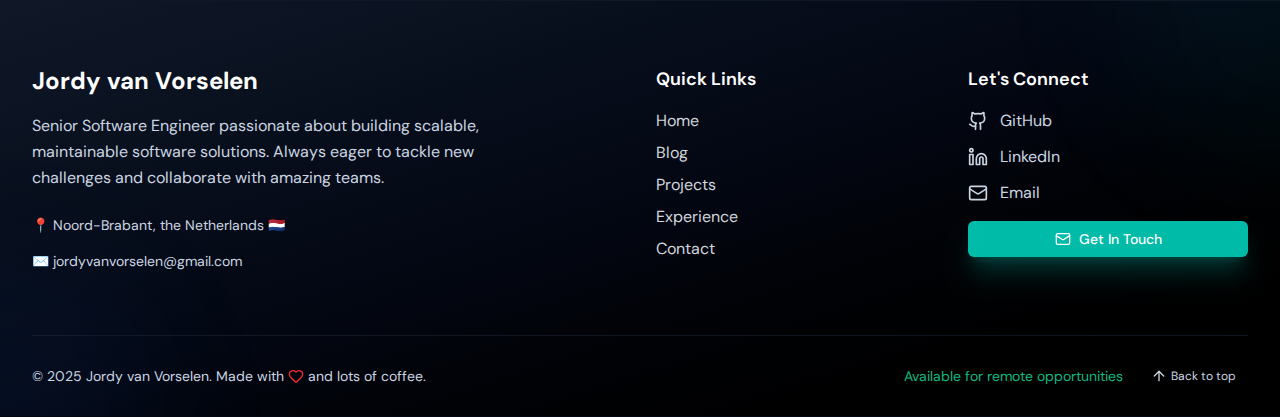 Jordy van Vorselen
Senior Software Engineer passionate about building scalable,
maintainable software solutions. Always eager to tackle new
challenges and collaborate with amazing teams.
📍 Noord-Brabant, the Netherlands 🇳🇱
✉️ jordyvanvorselen@gmail.com
Quick Links
Home
Blog
Projects
Experience
Contact
Let's Connect
GitHub
LinkedIn
Email
Get In Touch
© 2025 Jordy van Vorselen. Made with ♡ and lots of coffee.
Available for remote opportunities
↑ Back to top